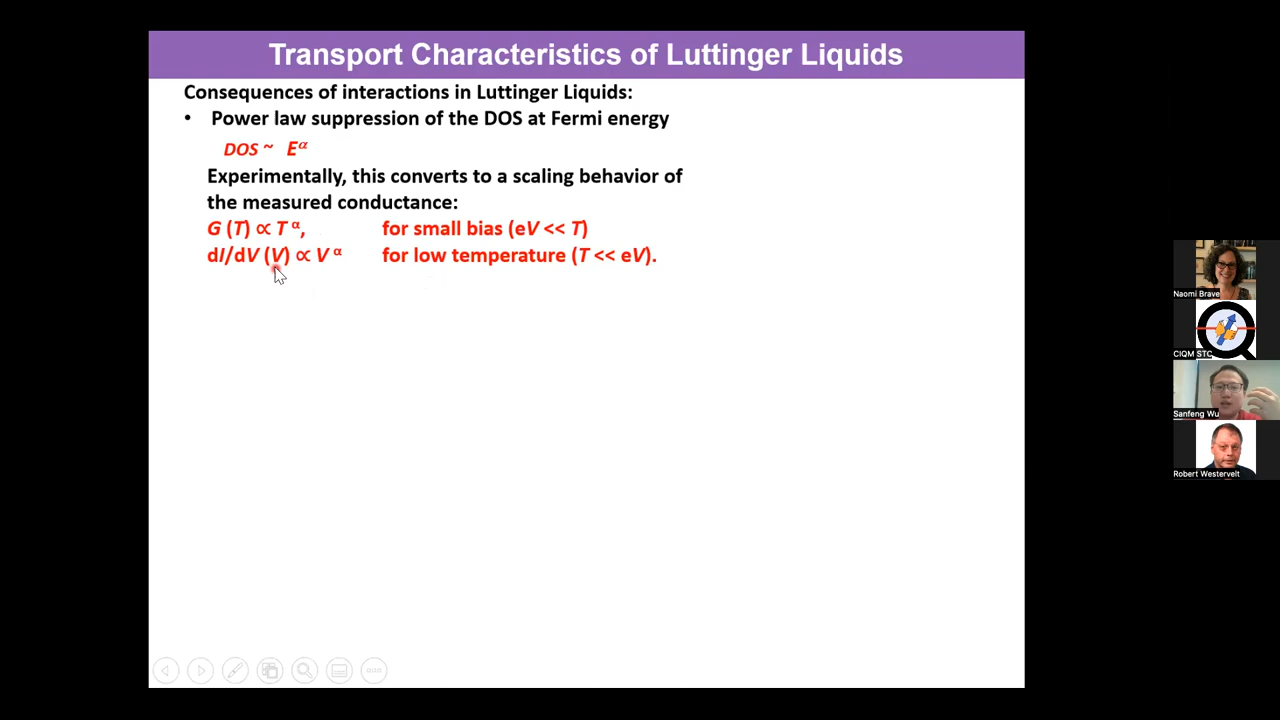 Transport Characteristics of Luttinger Liquids
Consequences of interactions in Luttinger Liquids:
• Power law suppression of the DOS at Fermi energy
DOS ~ E^α
Experimentally, this converts to a scaling behavior of
the measured conductance:
G (T) ∝ T ^α, for small bias (eV << T)
dI/dV (V) ∝ V ^α for low temperature (T << eV).
Naomi Brave
CIQM STC
Sanfeng Wu
Robert Westervelt